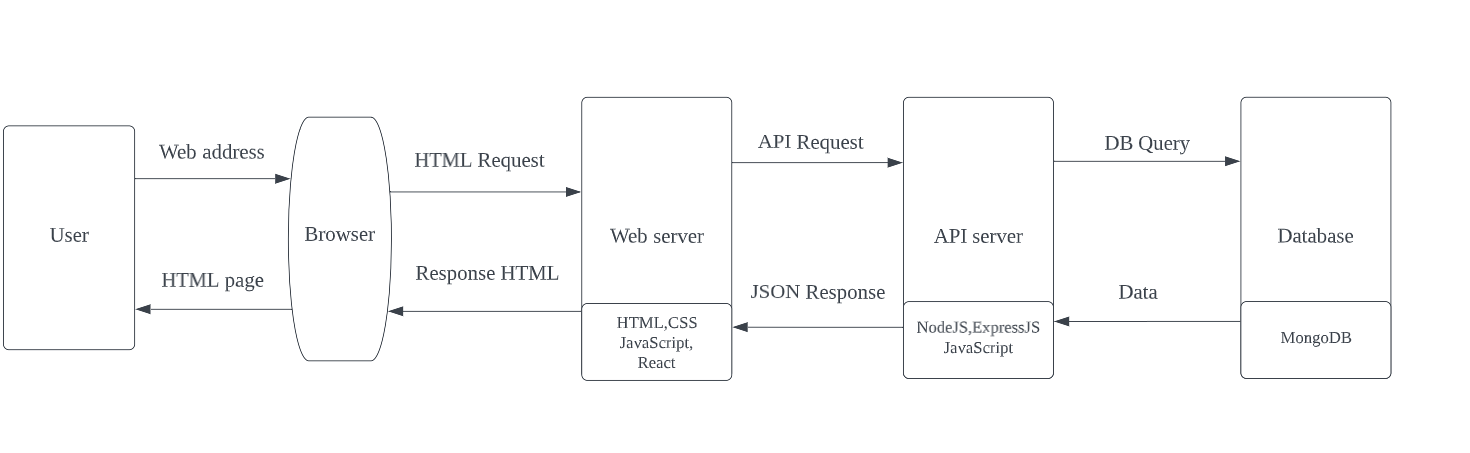 Web address
HTML Request
API Request
DB Query
User
Browser
Web server
API server
Database
HTML page
Response HTML
JSON Response
Data
HTML,CSS
JavaScript,
React
NodeJS,ExpressJS
JavaScript
MongoDB